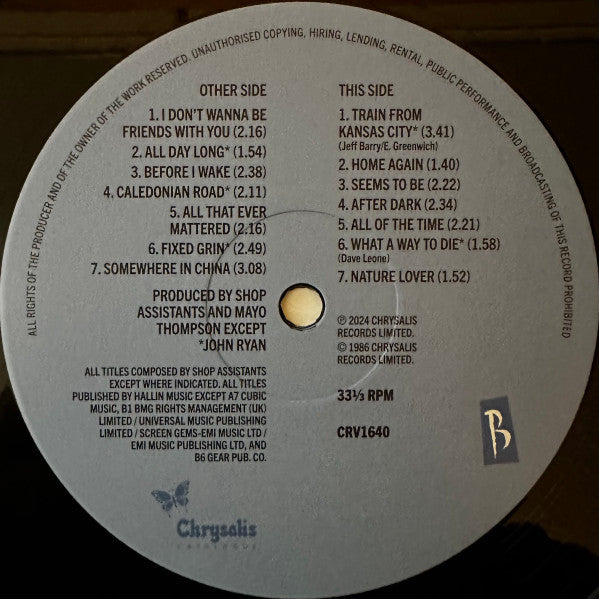 ALL RIGHTS OF THE PRODUCER AND OF THE OWNER OF THE WORK RESERVED. UNAUTHORISED COPYING, HIRING, LENDING, RENTAL, PUBLIC PERFORMANCE AND BROADCASTING OF THIS RECORD PROHIBITED
OTHER SIDE
1. I DON'T WANNA BE
FRIENDS WITH YOU (2.16)
2. ALL DAY LONG* (1.54)
3. BEFORE I WAKE (2.38)
4. CALEDONIAN ROAD* (2.11)
5. ALL THAT EVER
MATTERED (2.16)
6. FIXED GRIN* (2.49)
7. SOMEWHERE IN CHINA (3.08)
PRODUCED BY SHOP
ASSISTANTS AND MAYO
THOMPSON EXCEPT
*JOHN RYAN
ALL TITLES COMPOSED BY SHOP ASSISTANTS
EXCEPT WHERE INDICATED. ALL TITLES
PUBLISHED BY HALLIN MUSIC EXCEPT A7 CUBIC
MUSIC, B1 BMG RIGHTS MANAGEMENT (UK)
LIMITED / UNIVERSAL MUSIC PUBLISHING
LIMITED / SCREEN GEMS-EMI MUSIC LTD /
EMI MUSIC PUBLISHING LTD, AND
B6 GEAR PUB. CO.
THIS SIDE
1. TRAIN FROM
KANSAS CITY* (3.41)
(Jeff Barry/E. Greenwich)
2. HOME AGAIN (1.40)
3. SEEMS TO BE (2.22)
4. AFTER DARK (2.34)
5. ALL OF THE TIME (2.21)
6. WHAT A WAY TO DIE* (1.58)
(Dave Leone)
7. NATURE LOVER (1.52)
℗ 2024 CHRYSALIS
RECORDS LIMITED.
© 1986 CHRYSALIS
RECORDS LIMITED.
33⅓ RPM
CRV1640
B
Chrysalis
CATALOGUE